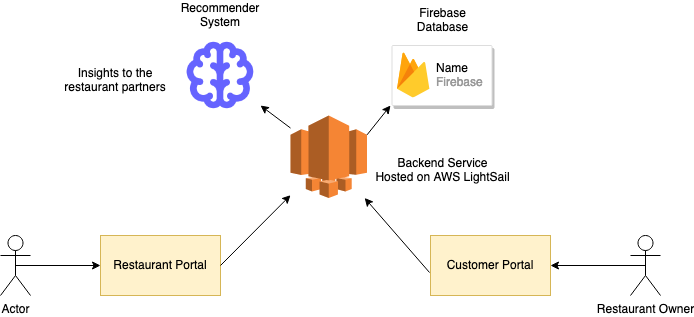 Recommender
System
Firebase
Database
Insights to the
restaurant partners
Name
Firebase
Backend Service
Hosted on AWS LightSail
Restaurant Portal
Customer Portal
Actor
Restaurant Owner